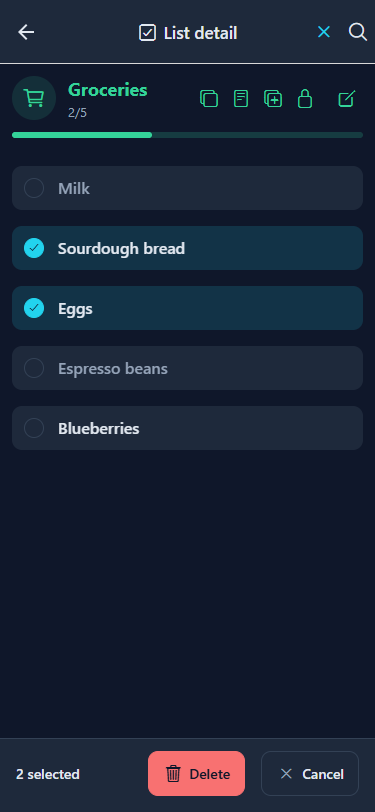 List detail
Groceries
2/5
Milk
Sourdough bread
Eggs
Espresso beans
Blueberries
2 selected
Delete
Cancel